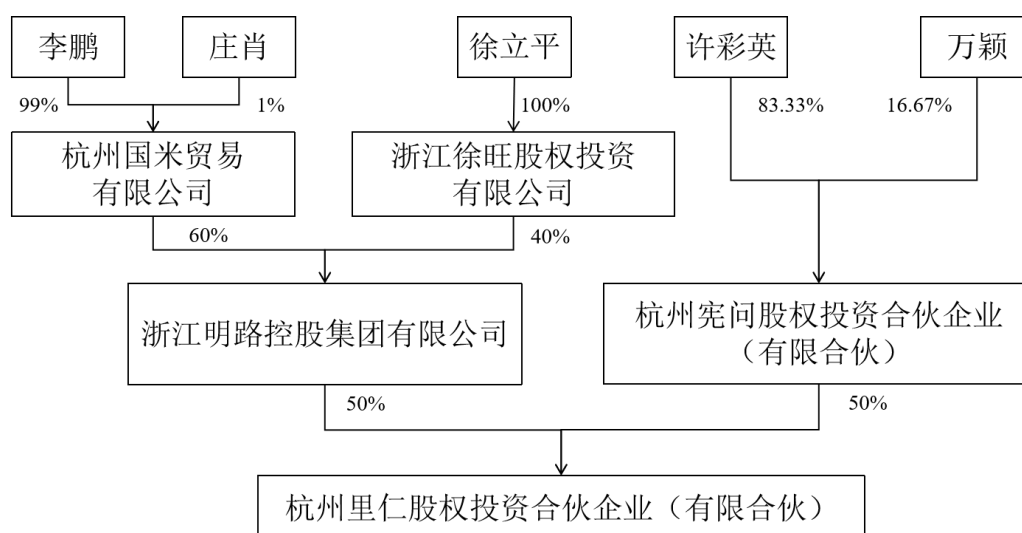 李鹏
庄肖
徐立平
许彩英
万颖
99%
1%
100%
83.33%
16.67%
杭州国米贸易
有限公司
浙江徐旺股权投资
有限公司
60%
40%
浙江明路控股集团有限公司
杭州宪问股权投资合伙企业
（有限合伙）
50%
50%
杭州里仁股权投资合伙企业（有限合伙）